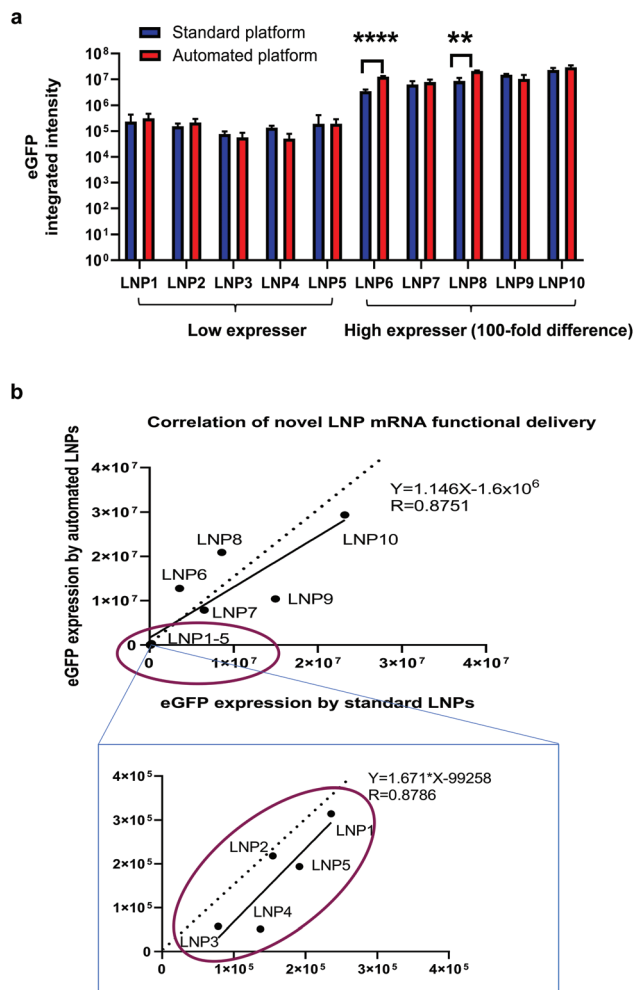 a
Standard platform
Automated platform
****
**
eGFP
integrated intensity
10⁸
10⁷
10⁶
10⁵
10⁴
10³
10²
10¹
10⁰
LNP1 LNP2 LNP3 LNP4 LNP5 LNP6 LNP7 LNP8 LNP9 LNP10
Low expresser
High expresser (100-fold difference)
b
Correlation of novel LNP mRNA functional delivery
eGFP expression by automated LNPs
4×10⁷
3×10⁷
2×10⁷
1×10⁷
0
Y=1.146X−1.6x10⁶
R=0.8751
LNP10
LNP8
LNP6
LNP9
LNP7
LNP1-5
0 1×10⁷ 2×10⁷ 3×10⁷ 4×10⁷
eGFP expression by standard LNPs
4×10⁵
3×10⁵
2×10⁵
1×10⁵
0
Y=1.671*X-99258
R=0.8786
LNP1
LNP2
LNP5
LNP4
LNP3
0 1×10⁵ 2×10⁵ 3×10⁵ 4×10⁵